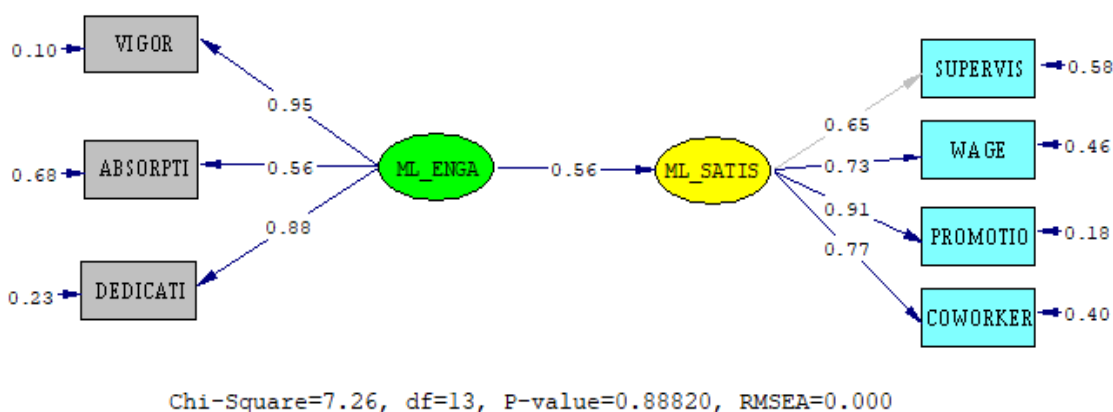 0.10 VIGOR
0.95
0.68 ABSORPTI 0.56
0.88
0.23 DEDICATI
ML_ENGA 0.56 ML_SATIS
SUPERVIS 0.58
0.65
WAGE 0.46
0.73
0.91
PROMOTIO 0.18
0.77
COWORKER 0.40
Chi-Square=7.26, df=13, P-value=0.88820, RMSEA=0.000